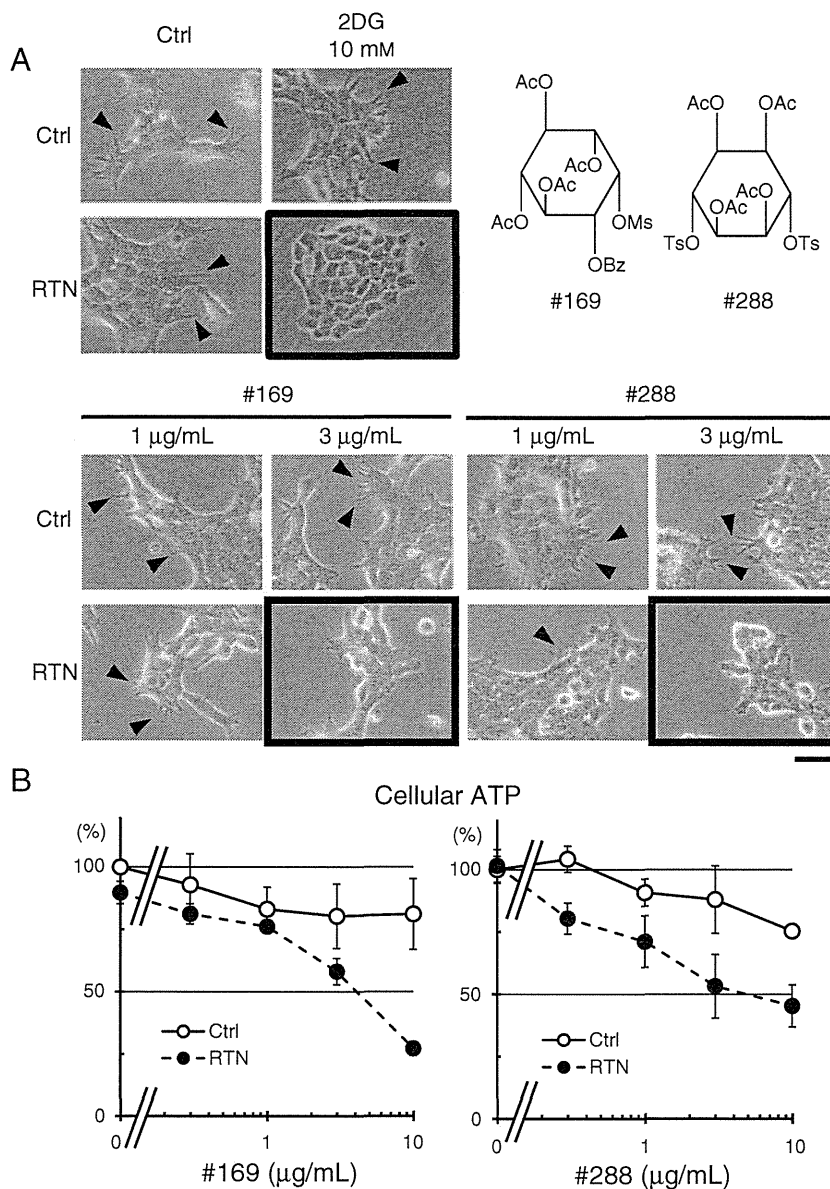 A
Ctrl
2DG
10 mM
Ctrl
RTN
AcO
AcO
AcO
AcO
OMs
OBz
#169
AcO
OAc
AcO
OAc
TsO
OTs
#288
#169
#288
1 μg/mL
3 μg/mL
1 μg/mL
3 μg/mL
Ctrl
RTN
B
Cellular ATP
(%)
100
50
0
Ctrl
RTN
0
1
10
#169 (μg/mL)
(%)
100
50
0
Ctrl
RTN
0
1
10
#288 (μg/mL)